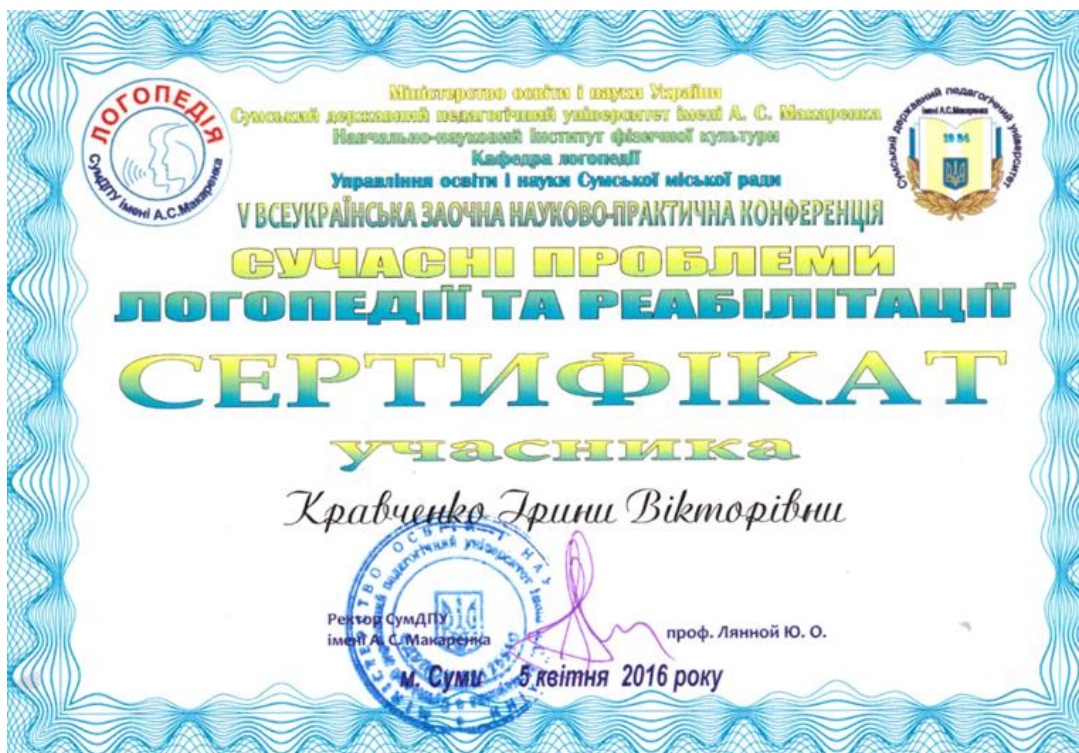 ЛОГОПЕДІЯ
СумДПУ імені А.С.Макаренка
Міністерство освіти і науки України
Сумський державний педагогічний університет імені А. С. Макаренка
Навчально-науковий інститут фізичної культури
Кафедра логопедії
Управління освіти і науки Сумської міської ради
Сумський державний педагогічний університет
імені А.С.Макаренка
1924
V ВСЕУКРАЇНСЬКА ЗАОЧНА НАУКОВО-ПРАКТИЧНА КОНФЕРЕНЦІЯ
СУЧАСНІ ПРОБЛЕМИ
ЛОГОПЕДІЇ ТА РЕАБІЛІТАЦІЇ
СЕРТИФІКАТ
учасника
Кравченко Ірини Вікторівни
Ректор СумДПУ
імені А. С. Макаренка
проф. Лянной Ю. О.
м. Суми 5 квітня 2016 року